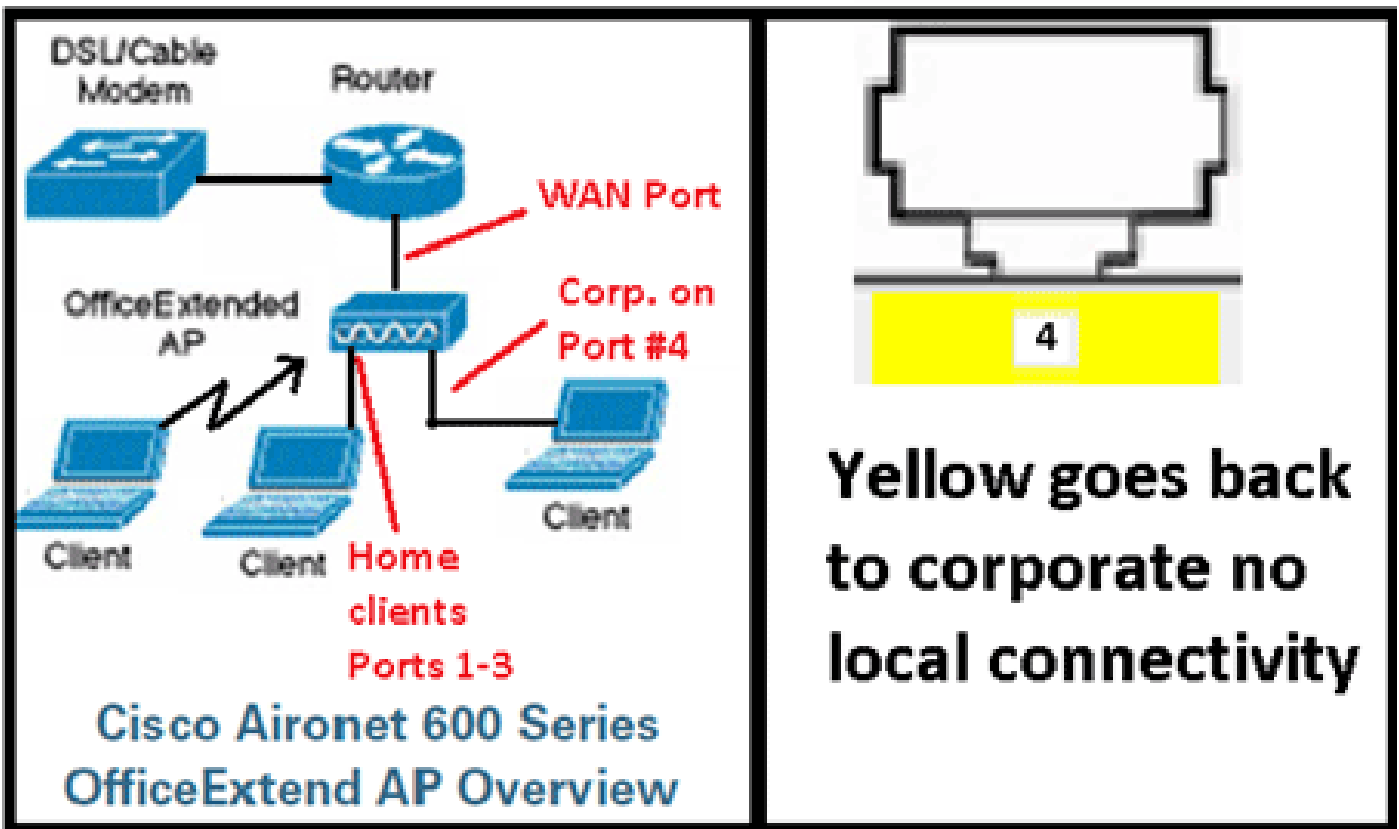 DSL/Cable
Modem
Router
WAN Port
OfficeExtended
AP
Corp. on
Port #4
Client
Client
Client
Home
clients
Ports 1-3
Cisco Aironet 600 Series
OfficeExtend AP Overview
4
Yellow goes back
to corporate no
local connectivity